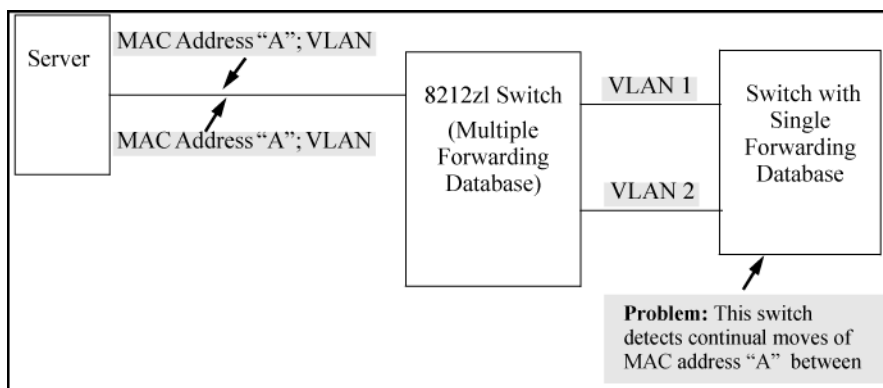 Server
MAC Address “A”; VLAN
MAC Address “A”; VLAN
8212zl Switch
(Multiple
Forwarding
Database)
VLAN 1
VLAN 2
Switch with
Single
Forwarding
Database
Problem: This switch
detects continual moves of
MAC address “A” between